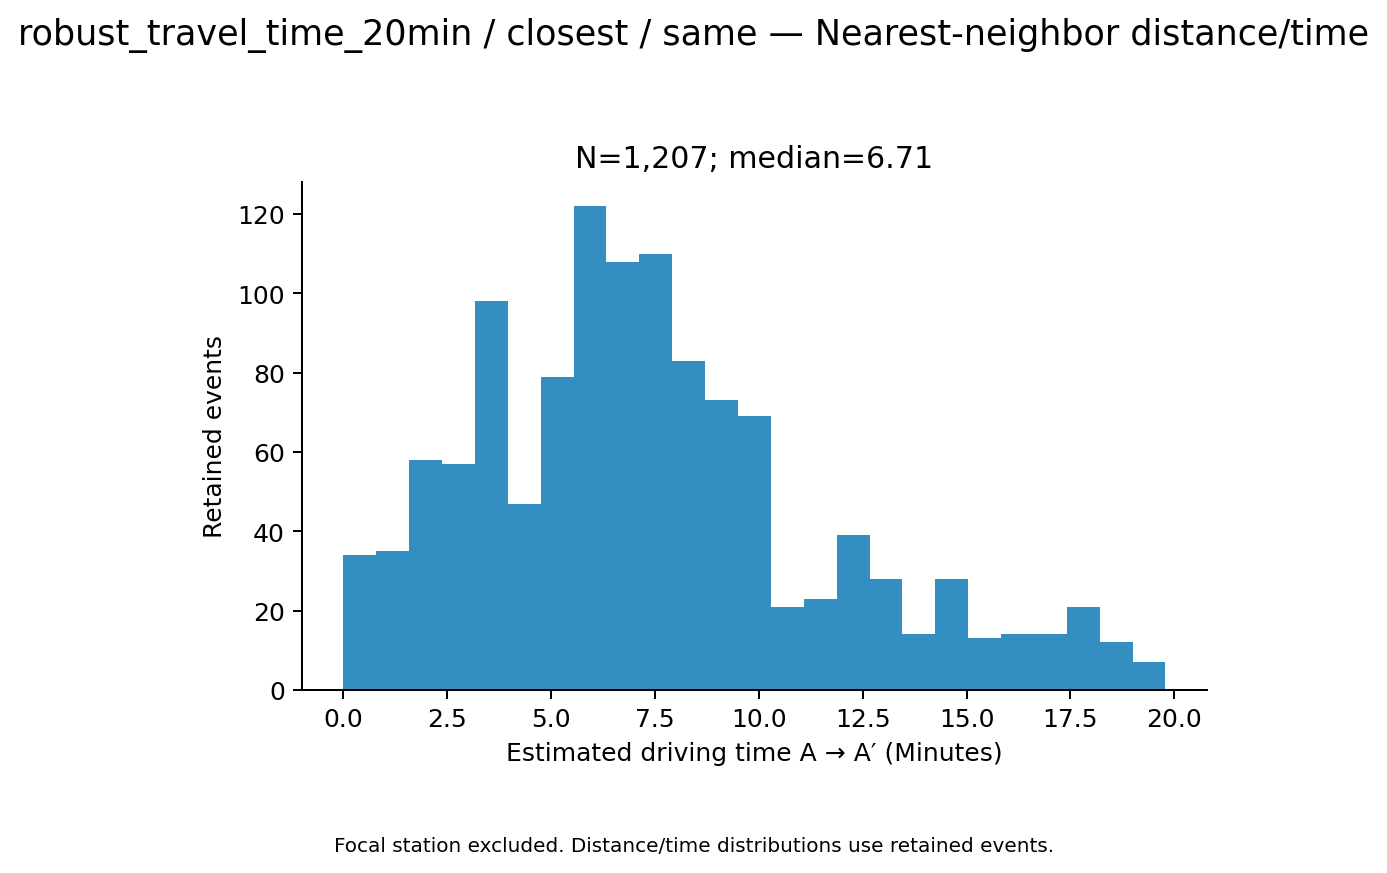 robust_travel_time_20min / closest / same — Nearest-neighbor distance/time
N=1,207; median=6.71
120
100
80
60
40
20
0
Retained events
0.0 2.5 5.0 7.5 10.0 12.5 15.0 17.5 20.0
Estimated driving time A → A′ (Minutes)
Focal station excluded. Distance/time distributions use retained events.